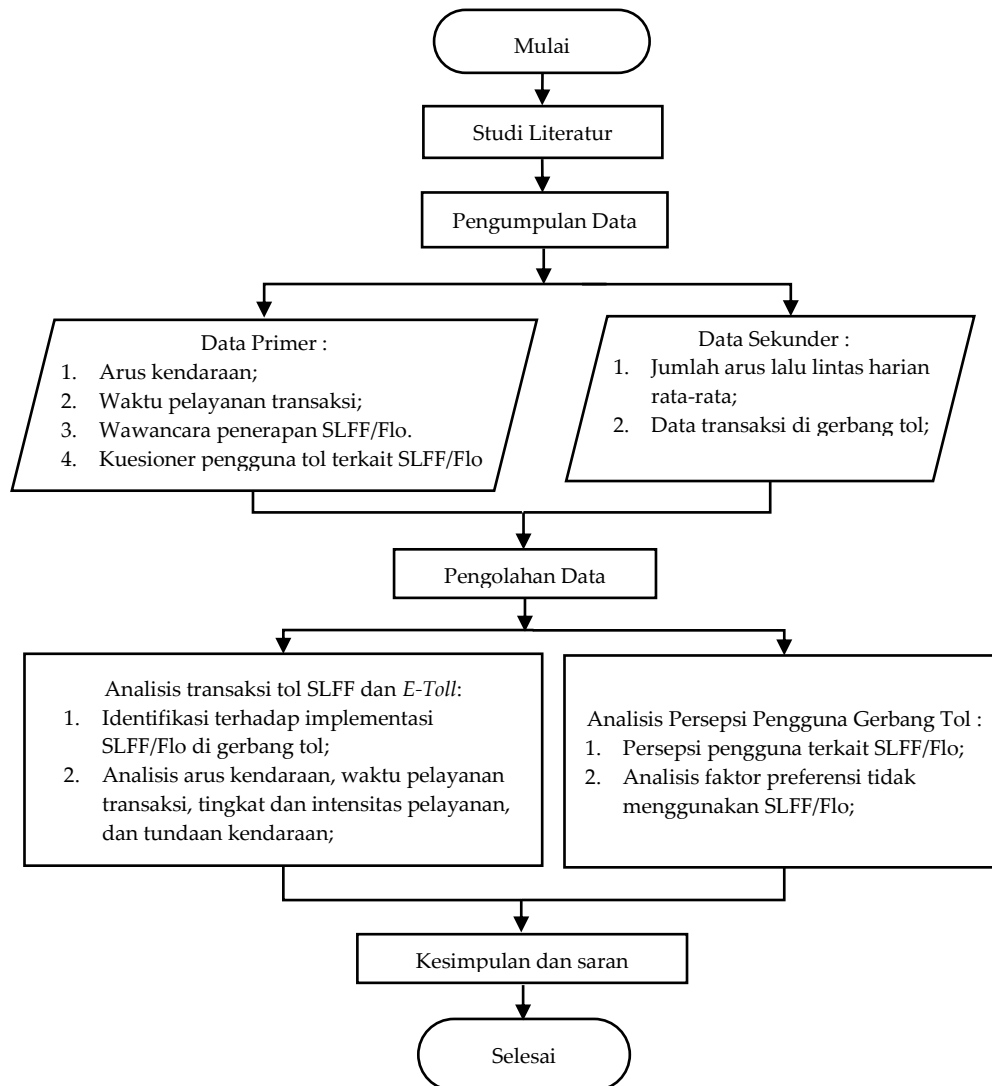 Mulai
Studi Literatur
Pengumpulan Data
Data Primer :
1. Arus kendaraan;
2. Waktu pelayanan transaksi;
3. Wawancara penerapan SLFF/Flo.
4. Kuesioner pengguna tol terkait SLFF/Flo
Data Sekunder :
1. Jumlah arus lalu lintas harian
rata-rata;
2. Data transaksi di gerbang tol;
Pengolahan Data
Analisis transaksi tol SLFF dan E-Toll:
1. Identifikasi terhadap implementasi
SLFF/Flo di gerbang tol;
2. Analisis arus kendaraan, waktu pelayanan
transaksi, tingkat dan intensitas pelayanan,
dan tundaan kendaraan;
Analisis Persepsi Pengguna Gerbang Tol :
1. Persepsi pengguna terkait SLFF/Flo;
2. Analisis faktor preferensi tidak
menggunakan SLFF/Flo;
Kesimpulan dan saran
Selesai